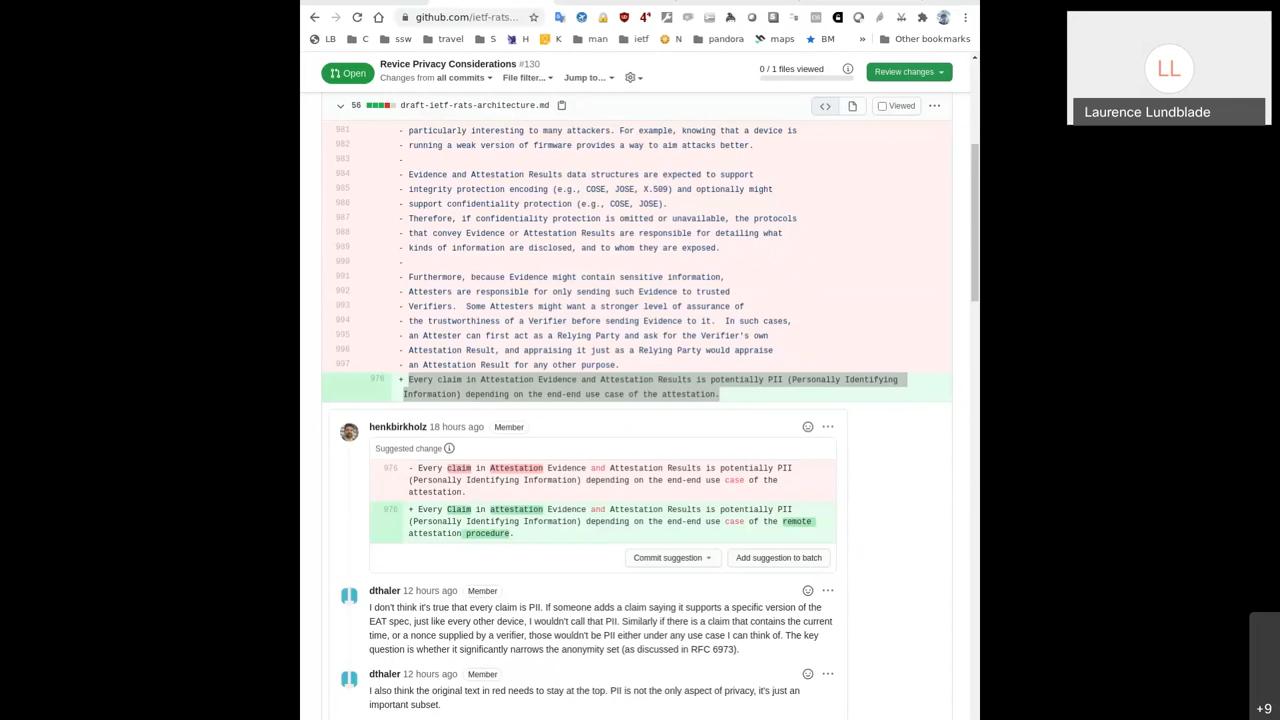 github.com/ietf-rats...
LB C ssw travel S H K man ietf N pandora maps BM » Other bookmarks
Open Revice Privacy Considerations #130
Changes from all commits File filter... Jump to...
0 / 1 files viewed
Review changes
56 draft-ietf-rats-architecture.md Viewed
981 - particularly interesting to many attackers. For example, knowing that a device is
982 - running a weak version of firmware provides a way to aim attacks better.
983 -
984 - Evidence and Attestation Results data structures are expected to support
985 - integrity protection encoding (e.g., COSE, JOSE, X.509) and optionally might
986 - support confidentiality protection (e.g., COSE, JOSE).
987 - Therefore, if confidentiality protection is omitted or unavailable, the protocols
988 - that convey Evidence or Attestation Results are responsible for detailing what
989 - kinds of information are disclosed, and to whom they are exposed.
990 -
991 - Furthermore, because Evidence might contain sensitive information,
992 - Attesters are responsible for only sending such Evidence to trusted
993 - Verifiers.  Some Attesters might want a stronger level of assurance of
994 - the trustworthiness of a Verifier before sending Evidence to it.  In such cases,
995 - an Attester can first act as a Relying Party and ask for the Verifier's own
996 - Attestation Result, and appraising it just as a Relying Party would appraise
997 - an Attestation Result for any other purpose.
976 + Every claim in Attestation Evidence and Attestation Results is potentially PII (Personally Identifying
Information) depending on the end-end use case of the attestation.
henkbirkholz 18 hours ago Member
Suggested change
976 - Every claim in Attestation Evidence and Attestation Results is potentially PII
(Personally Identifying Information) depending on the end-end use case of the
attestation.
976 + Every Claim in attestation Evidence and Attestation Results is potentially PII
(Personally Identifying Information) depending on the end-end use case of the remote
attestation procedure.
Commit suggestion Add suggestion to batch
dthaler 12 hours ago Member
I don't think it's true that every claim is PII. If someone adds a claim saying it supports a specific version of the
EAT spec, just like every other device, I wouldn't call that PII. Similarly if there is a claim that contains the current
time, or a nonce supplied by a verifier, those wouldn't be PII either under any use case I can think of. The key
question is whether it significantly narrows the anonymity set (as discussed in RFC 6973).
dthaler 12 hours ago Member
I also think the original text in red needs to stay at the top. PII is not the only aspect of privacy, it's just an
important subset.
LL
Laurence Lundblade
+9